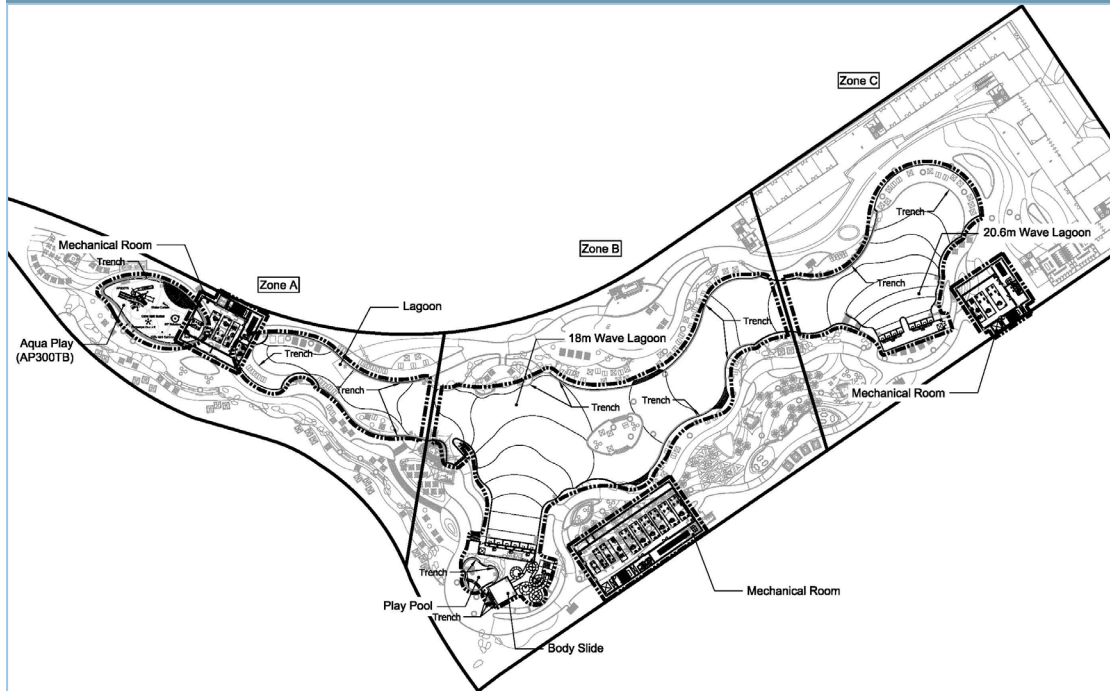 Zone C
Trench
20.6m Wave Lagoon
Zone B
Mechanical Room
Trench
Zone A
Trench
Lagoon
Trench
Aqua Play
(AP300TB)
18m Wave Lagoon
Trench
Trench
Trench
Trench
Mechanical Room
Trench
Play Pool
Trench
Mechanical Room
Body Slide